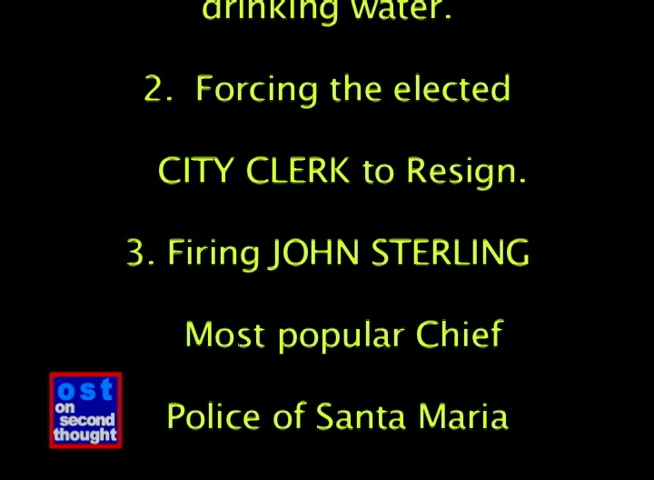 drinking water.
2. Forcing the elected
CITY CLERK to Resign.
3. Firing JOHN STERLING
Most popular Chief
Police of Santa Maria
ost
on
second
thought